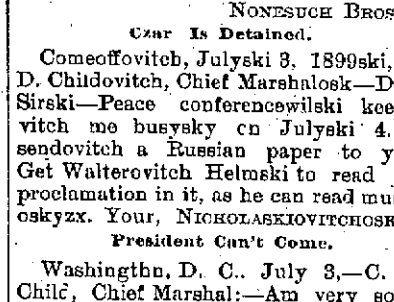 NONESUCH BROS
Czar Is Detained.
Comeoffovitch, Julyski 3, 1899ski,
D. Childovitch, Chief Marshalosk—D
Sirski—Peace conferencewilski kee
vitch me busysky on Julyski 4.
sendovitch a Russian paper to y
Get Walterovitch Helmski to read
proclamation in it, as he can read mu
oskyzx. Your, NICHOLASKIOVITCHOSK
President Can't Come.
Washington, D. C.. July 3,—C.
Child, Chief Marshal:—Am very so